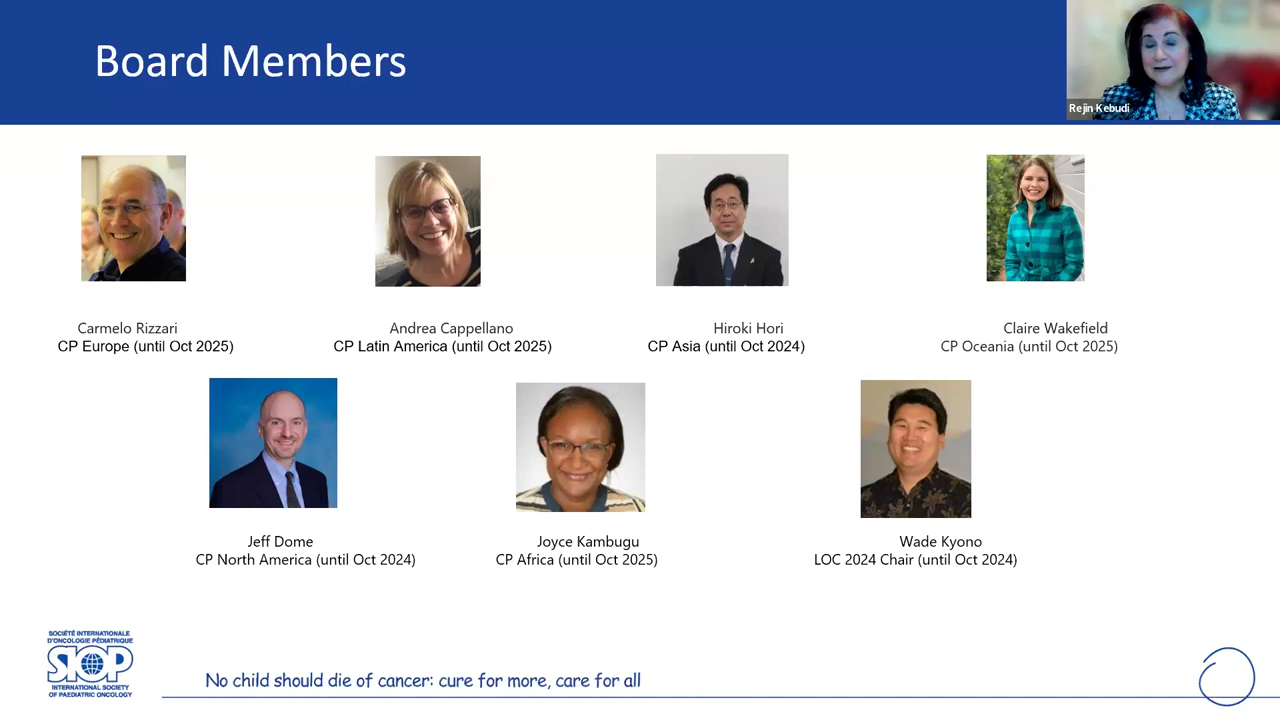 Board Members
Rejin Kebudi
Carmelo Rizzari
CP Europe (until Oct 2025)
Andrea Cappellano
CP Latin America (until Oct 2025)
Hiroki Hori
CP Asia (until Oct 2024)
Claire Wakefield
CP Oceania (until Oct 2025)
Jeff Dome
CP North America (until Oct 2024)
Joyce Kambugu
CP Africa (until Oct 2025)
Wade Kyono
LOC 2024 Chair (until Oct 2024)
SOCIÉTÉ INTERNATIONALE
D'ONCOLOGIE PÉDIATRIQUE
SIOP
INTERNATIONAL SOCIETY
OF PAEDIATRIC ONCOLOGY
No child should die of cancer: cure for more, care for all